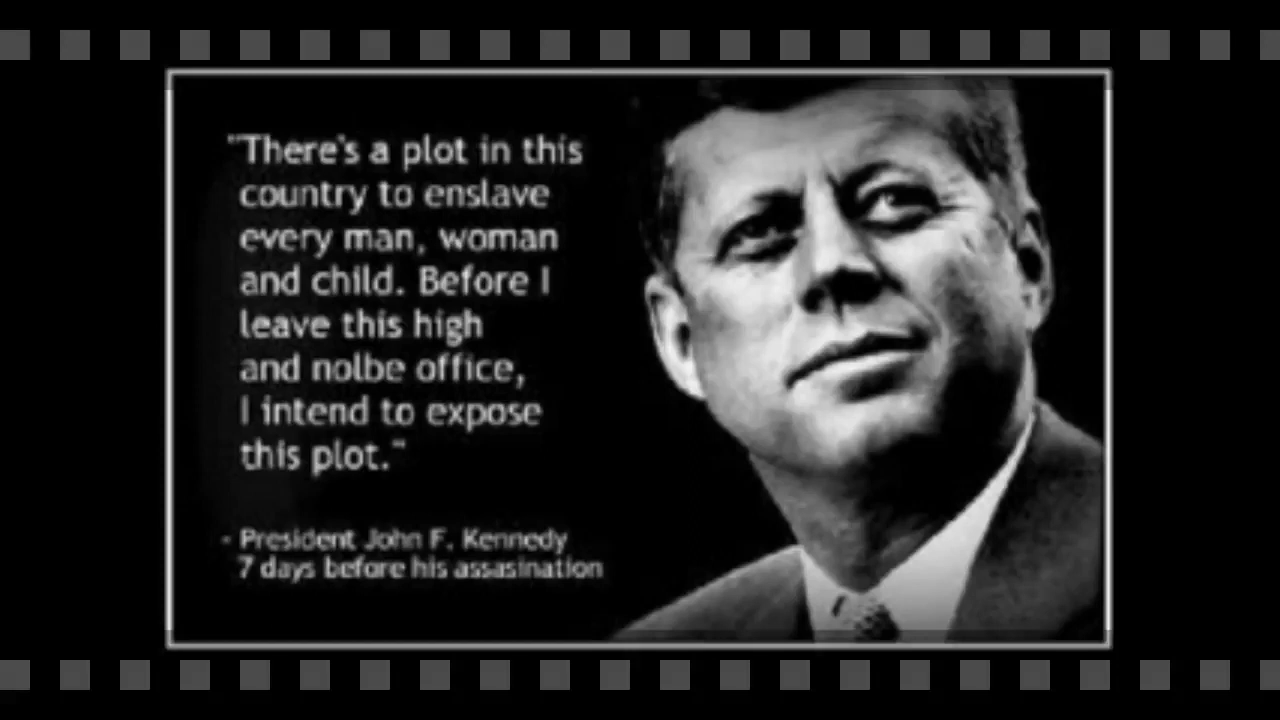 "There's a plot in this
country to enslave
every man, woman
and child. Before I
leave this high
and nolbe office,
I intend to expose
this plot."
- President John F. Kennedy
7 days before his assasination